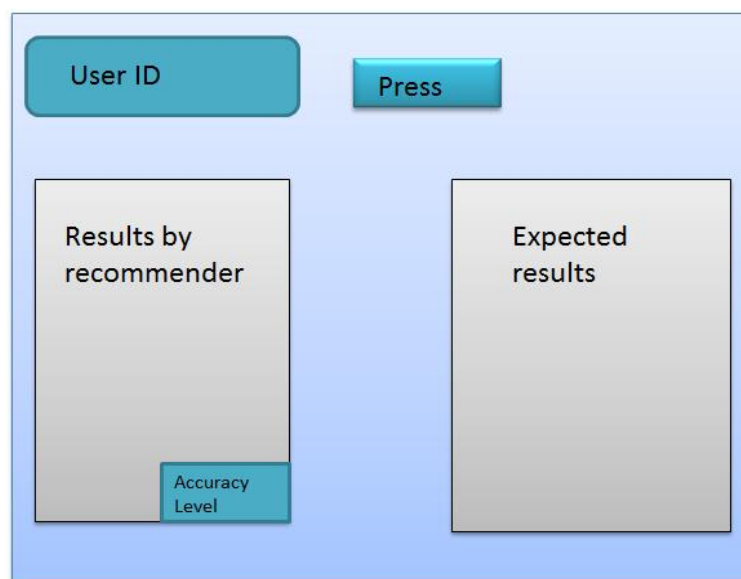 User ID
Press
Results by
recommender
Accuracy
Level
Expected
results